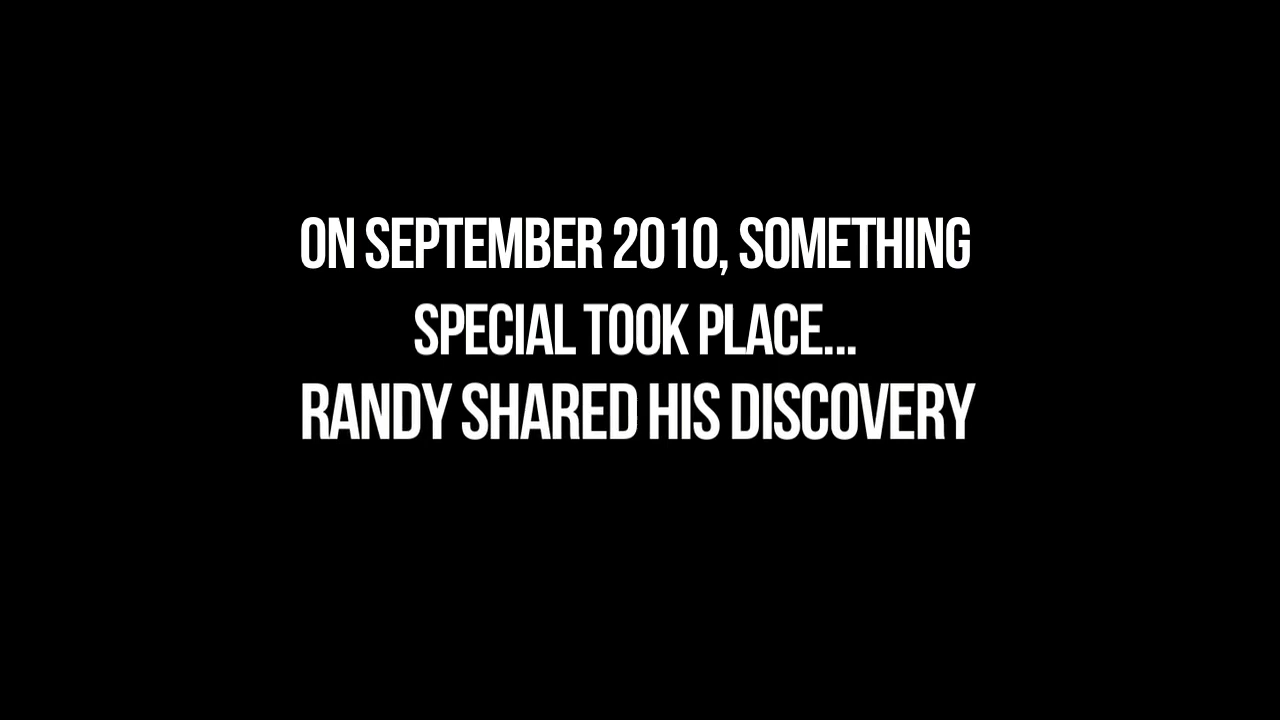 ON SEPTEMBER 2010, SOMETHING
SPECIAL TOOK PLACE...
RANDY SHARED HIS DISCOVERY